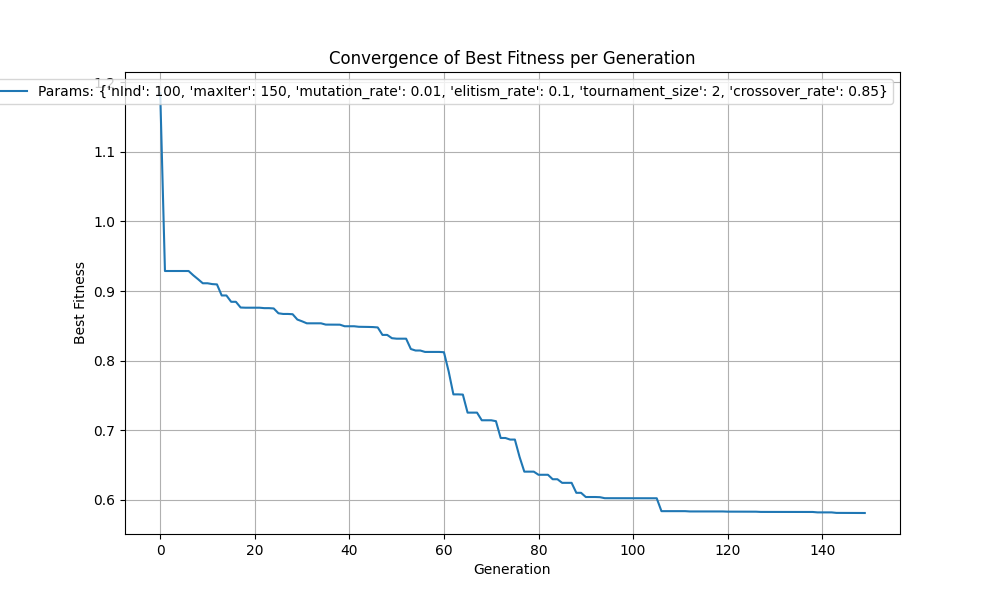 Convergence of Best Fitness per Generation
Params: {'nInd': 100, 'maxIter': 150, 'mutation_rate': 0.01, 'elitism_rate': 0.1, 'tournament_size': 2, 'crossover_rate': 0.85}
1.2
1.1
1.0
0.9
0.8
0.7
0.6
Best Fitness
0 20 40 60 80 100 120 140
Generation